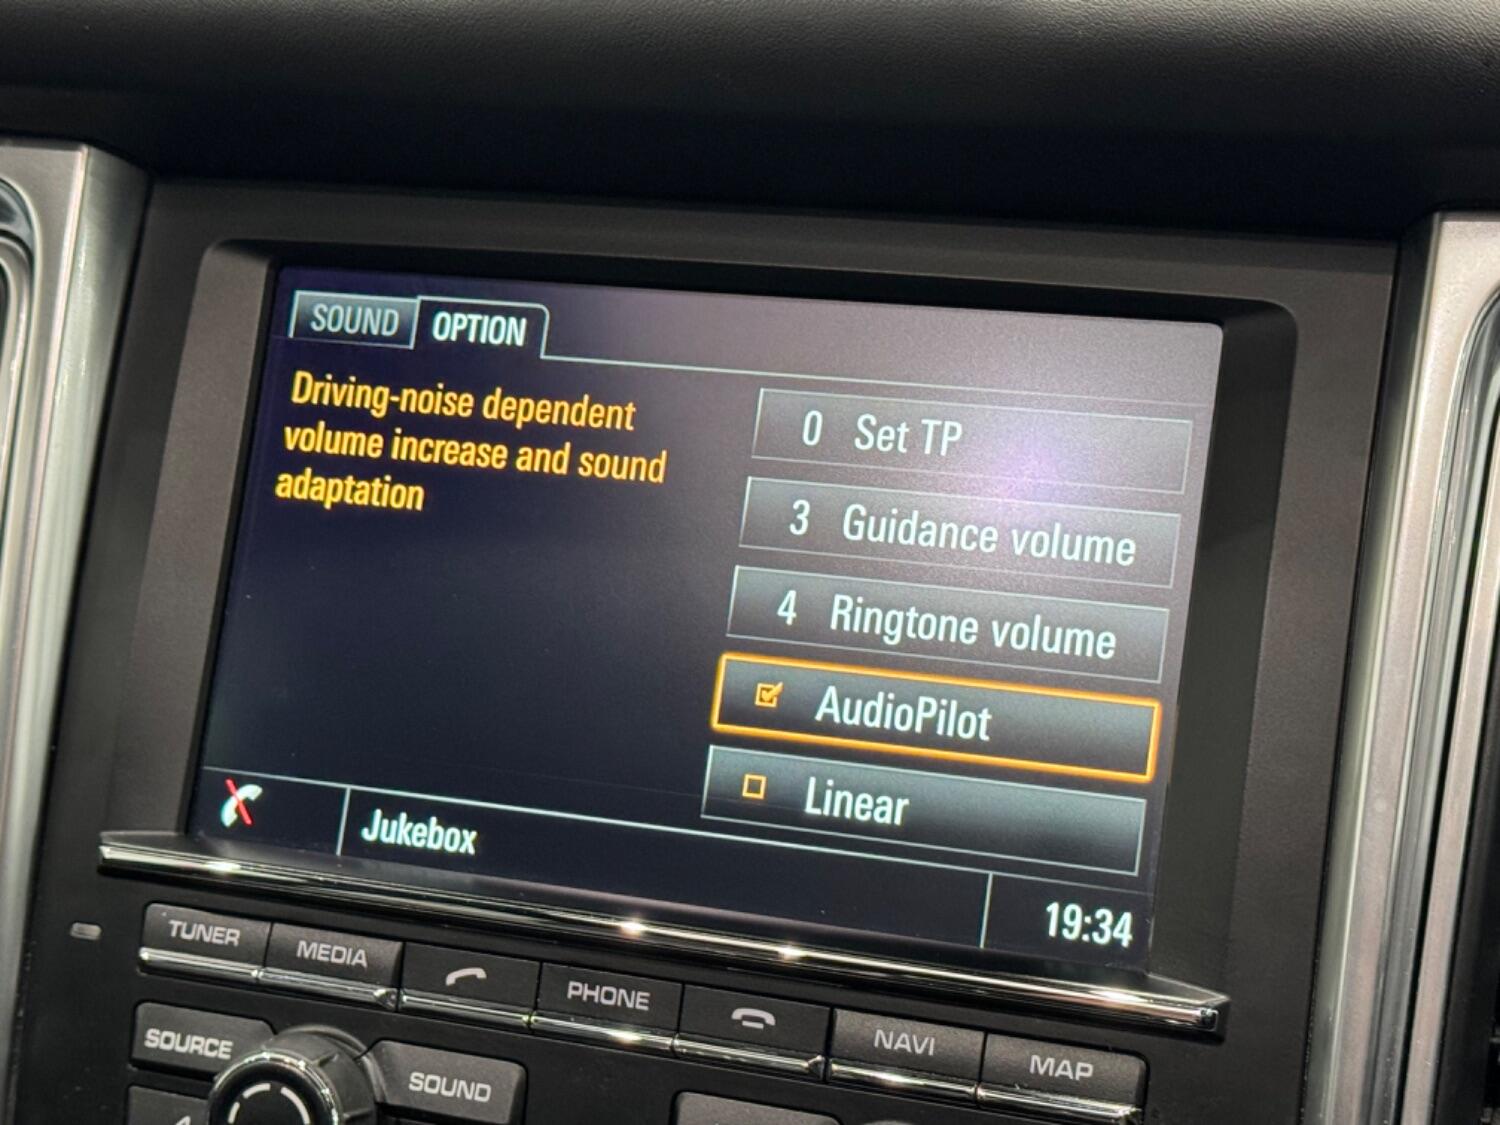 SOUND OPTION
Driving-noise dependent
volume increase and sound
adaptation
0 Set TP
3 Guidance volume
4 Ringtone volume
AudioPilot
Linear
Jukebox
19:34
TUNER MEDIA PHONE NAVI MAP
SOURCE SOUND